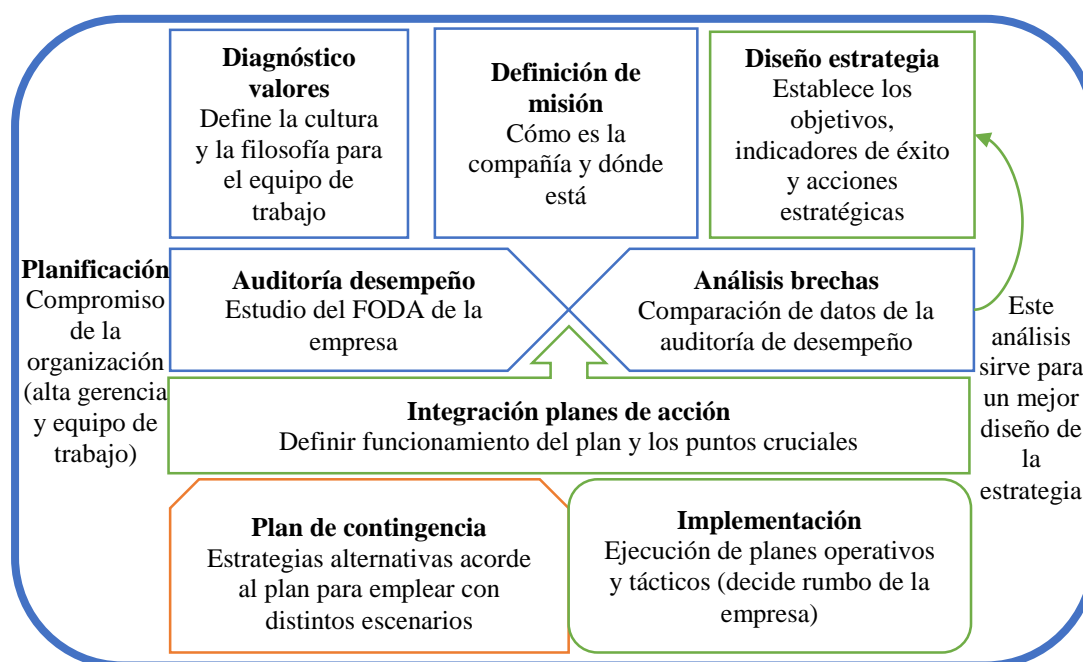 Diagnóstico
valores
Define la cultura
y la filosofía para
el equipo de
trabajo
Definición de
misión
Cómo es la
compañía y dónde
está
Diseño estrategia
Establece los
objetivos,
indicadores de éxito
y acciones
estratégicas
Planificación
Compromiso
de la
organización
(alta gerencia
y equipo de
trabajo)
Auditoría desempeño
Estudio del FODA de la
empresa
Análisis brechas
Comparación de datos de la
auditoría de desempeño
Este
análisis
sirve para
un mejor
diseño de
la
estrategia
Integración planes de acción
Definir funcionamiento del plan y los puntos cruciales
Plan de contingencia
Estrategias alternativas acorde
al plan para emplear con
distintos escenarios
Implementación
Ejecución de planes operativos
y tácticos (decide rumbo de la
empresa)